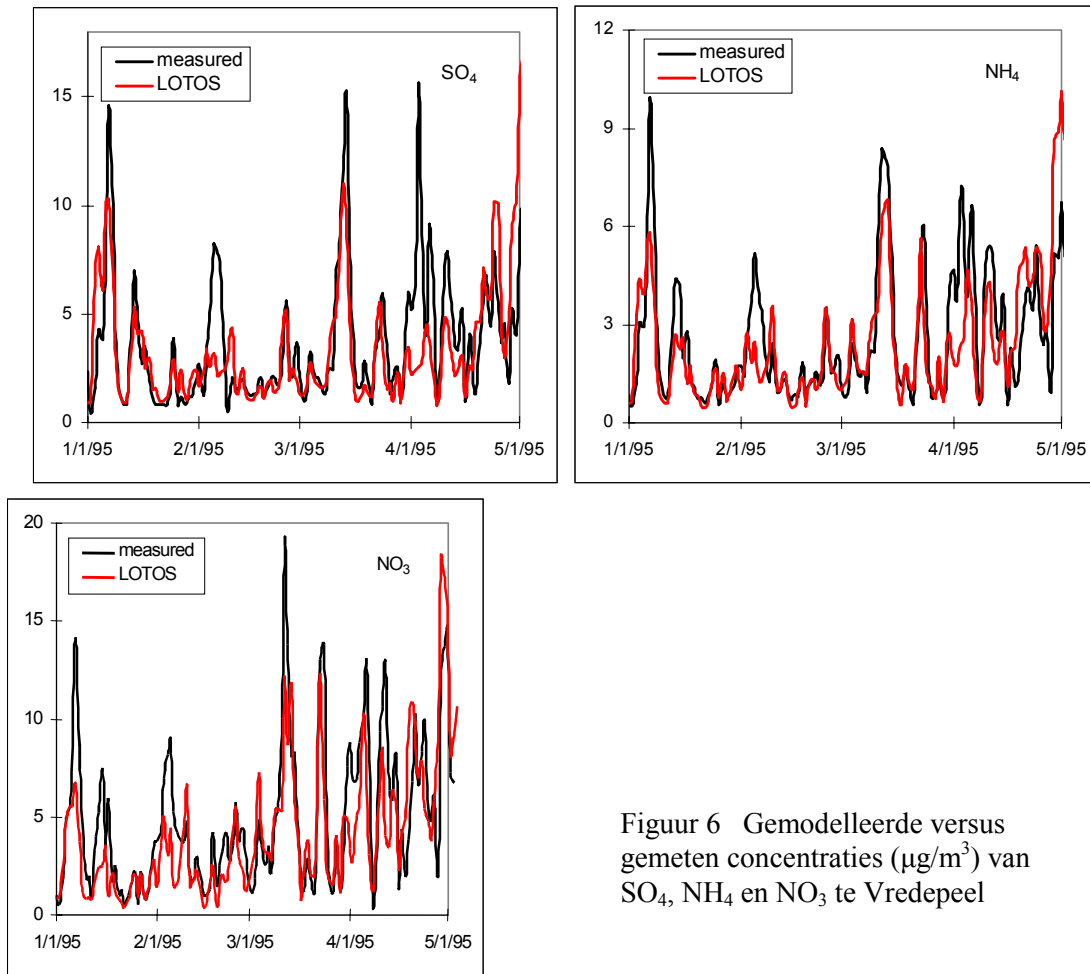 measured
LOTOS
SO₄
15
10
5
0
1/1/95 2/1/95 3/1/95 4/1/95 5/1/95
measured
LOTOS
NH₄
12
9
6
3
0
1/1/95 2/1/95 3/1/95 4/1/95 5/1/95
measured
LOTOS
NO₃
20
15
10
5
0
1/1/95 2/1/95 3/1/95 4/1/95 5/1/95
Figuur 6 Gemodelleerde versus
gemeten concentraties (µg/m³) van
SO₄, NH₄ en NO₃ te Vredepeel